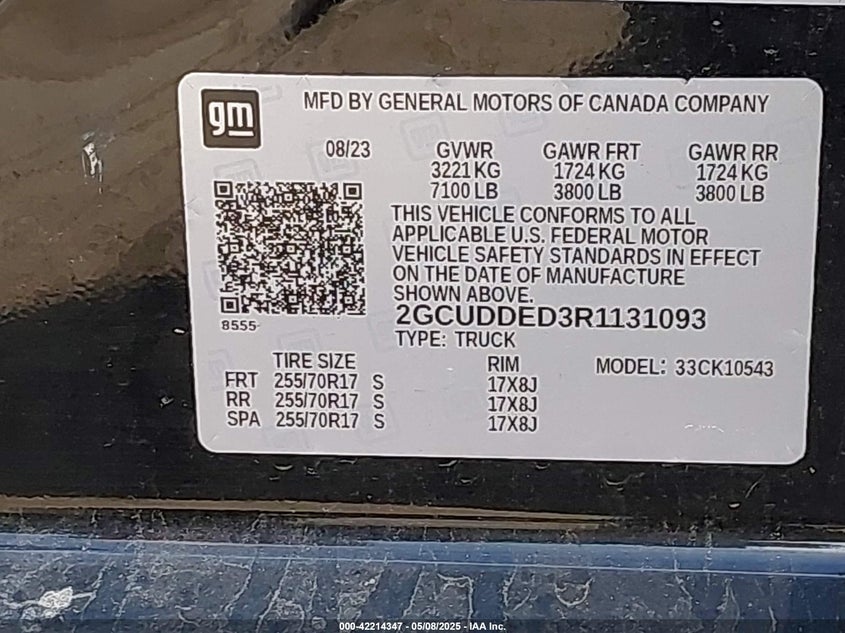 gm
MFD BY GENERAL MOTORS OF CANADA COMPANY
08/23 GVWR GAWR FRT GAWR RR
3221 KG 1724 KG 1724 KG
7100 LB 3800 LB 3800 LB
THIS VEHICLE CONFORMS TO ALL
APPLICABLE U.S. FEDERAL MOTOR
VEHICLE SAFETY STANDARDS IN EFFECT
ON THE DATE OF MANUFACTURE
SHOWN ABOVE.
8555
2GCUDDED3R1131093
TYPE: TRUCK
TIRE SIZE RIM MODEL: 33CK10543
FRT 255/70R17 S 17X8J
RR 255/70R17 S 17X8J
SPA 255/70R17 S 17X8J
000-42214347 - 05/08/2025 - IAA Inc.